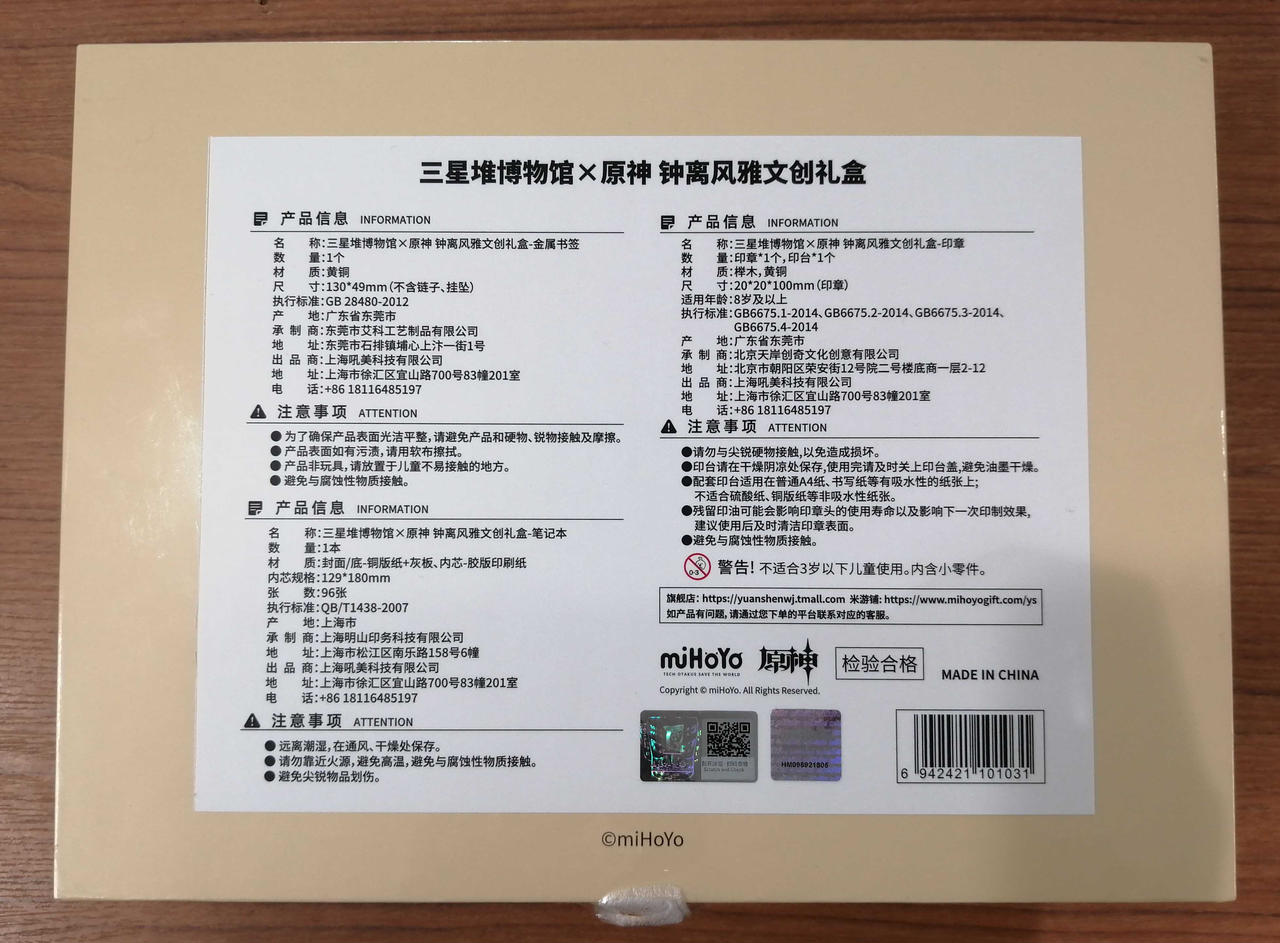 三星堆博物馆×原神 钟离风雅文创礼盒
产品信息 INFORMATION
名 称:三星堆博物馆×原神 钟离风雅文创礼盒-金属书签
数 量:1个
材 质:黄铜
尺 寸:130*49mm(不含链子、挂坠)
执行标准:GB 28480-2012
产 地:广东省东莞市
承 制 商:东莞市艾科工艺制品有限公司
地 址:东莞市石排镇埔心上汴一街1号
出 品 商:上海吼美科技有限公司
地 址:上海市徐汇区宜山路700号83幢201室
电 话:+86 18116485197
注意事项 ATTENTION
●为了确保产品表面光洁平整,请避免产品和硬物、锐物接触及摩擦。
●产品表面如有污渍,请用软布擦拭。
●产品非玩具,请放置于儿童不易接触的地方。
●避免与腐蚀性物质接触。
产品信息 INFORMATION
名 称:三星堆博物馆×原神 钟离风雅文创礼盒-笔记本
数 量:1本
材 质:封面/底-铜版纸+灰板、内芯-胶版印刷纸
内芯规格:129*180mm
张 数:96张
执行标准:QB/T1438-2007
产 地:上海市
承 制 商:上海明山印务科技有限公司
地 址:上海市松江区南乐路158号6幢
出 品 商:上海吼美科技有限公司
地 址:上海市徐汇区宜山路700号83幢201室
电 话:+86 18116485197
注意事项 ATTENTION
●远离潮湿,在通风、干燥处保存。
●请勿靠近火源,避免高温,避免与腐蚀性物质接触。
●避免尖锐物品划伤。
产品信息 INFORMATION
名 称:三星堆博物馆×原神 钟离风雅文创礼盒-印章
数 量:印章*1个,印台*1个
材 质:榉木,黄铜
尺 寸:20*20*100mm(印章)
适用年龄:8岁及以上
执行标准:GB6675.1-2014、GB6675.2-2014、GB6675.3-2014、
GB6675.4-2014
产 地:广东省东莞市
承 制 商:北京天岸创奇文化创意有限公司
地 址:北京市朝阳区荣安街12号院二号楼底商一层2-12
出 品 商:上海吼美科技有限公司
地 址:上海市徐汇区宜山路700号83幢201室
电 话:+86 18116485197
注意事项 ATTENTION
●请勿与尖锐硬物接触,以免造成损坏。
●印台请在干燥阴凉处保存,使用完请及时关上印台盖,避免油墨干燥。
●配套印台适用在普通A4纸、书写纸等有吸水性的纸张上;
不适合硫酸纸、铜版纸等非吸水性纸张。
●残留印油可能会影响印章头的使用寿命以及影响下一次印制效果,
建议使用后及时清洁印章表面。
●避免与腐蚀性物质接触。
0-3 警告! 不适合3岁以下儿童使用。内含小零件。
旗舰店: https://yuanshenwj.tmall.com 米游铺: https://www.mihoyogift.com/ys
如产品有问题,请通过您下单的平台联系对应的客服。
miHoYo 原神 检验合格 MADE IN CHINA
TECH OTAKUS SAVE THE WORLD
Copyright © miHoYo. All Rights Reserved.
Scratch and Check
HM096921806
6 942421 101031
©miHoYo